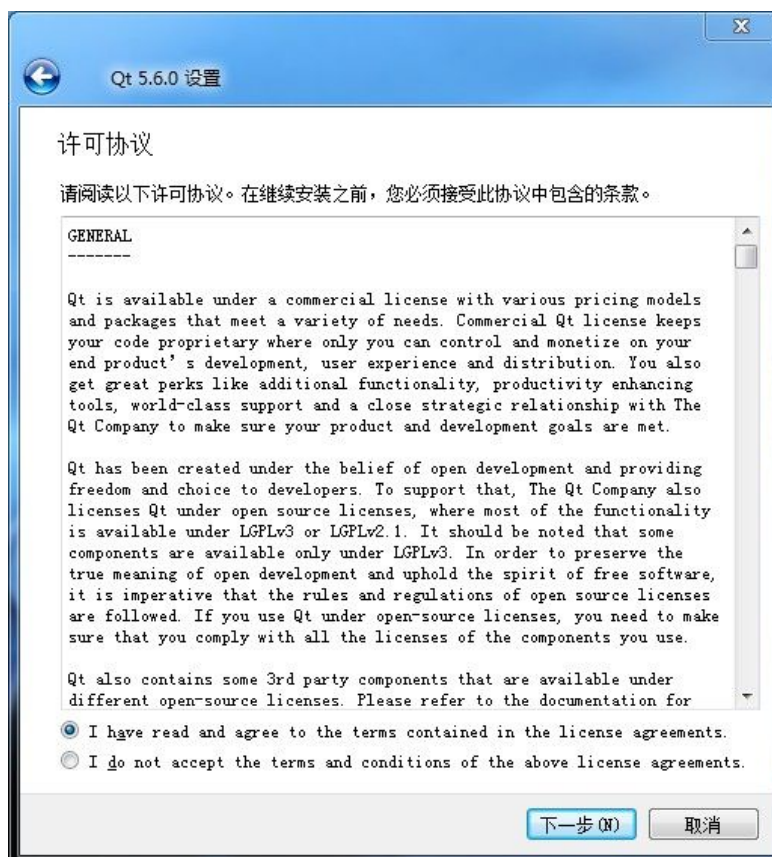 Qt 5.6.0 设置
许可协议
请阅读以下许可协议。在继续安装之前，您必须接受此协议中包含的条款。
GENERAL
-------
Qt is available under a commercial license with various pricing models
and packages that meet a variety of needs. Commercial Qt license keeps
your code proprietary where only you can control and monetize on your
end product’s development, user experience and distribution. You also
get great perks like additional functionality, productivity enhancing
tools, world-class support and a close strategic relationship with The
Qt Company to make sure your product and development goals are met.
Qt has been created under the belief of open development and providing
freedom and choice to developers. To support that, The Qt Company also
licenses Qt under open source licenses, where most of the functionality
is available under LGPLv3 or LGPLv2.1. It should be noted that some
components are available only under LGPLv3. In order to preserve the
true meaning of open development and uphold the spirit of free software,
it is imperative that the rules and regulations of open source licenses
are followed. If you use Qt under open-source licenses, you need to make
sure that you comply with all the licenses of the components you use.
Qt also contains some 3rd party components that are available under
different open-source licenses. Please refer to the documentation for
I have read and agree to the terms contained in the license agreements.
I do not accept the terms and conditions of the above license agreements.
下一步(N)
取消